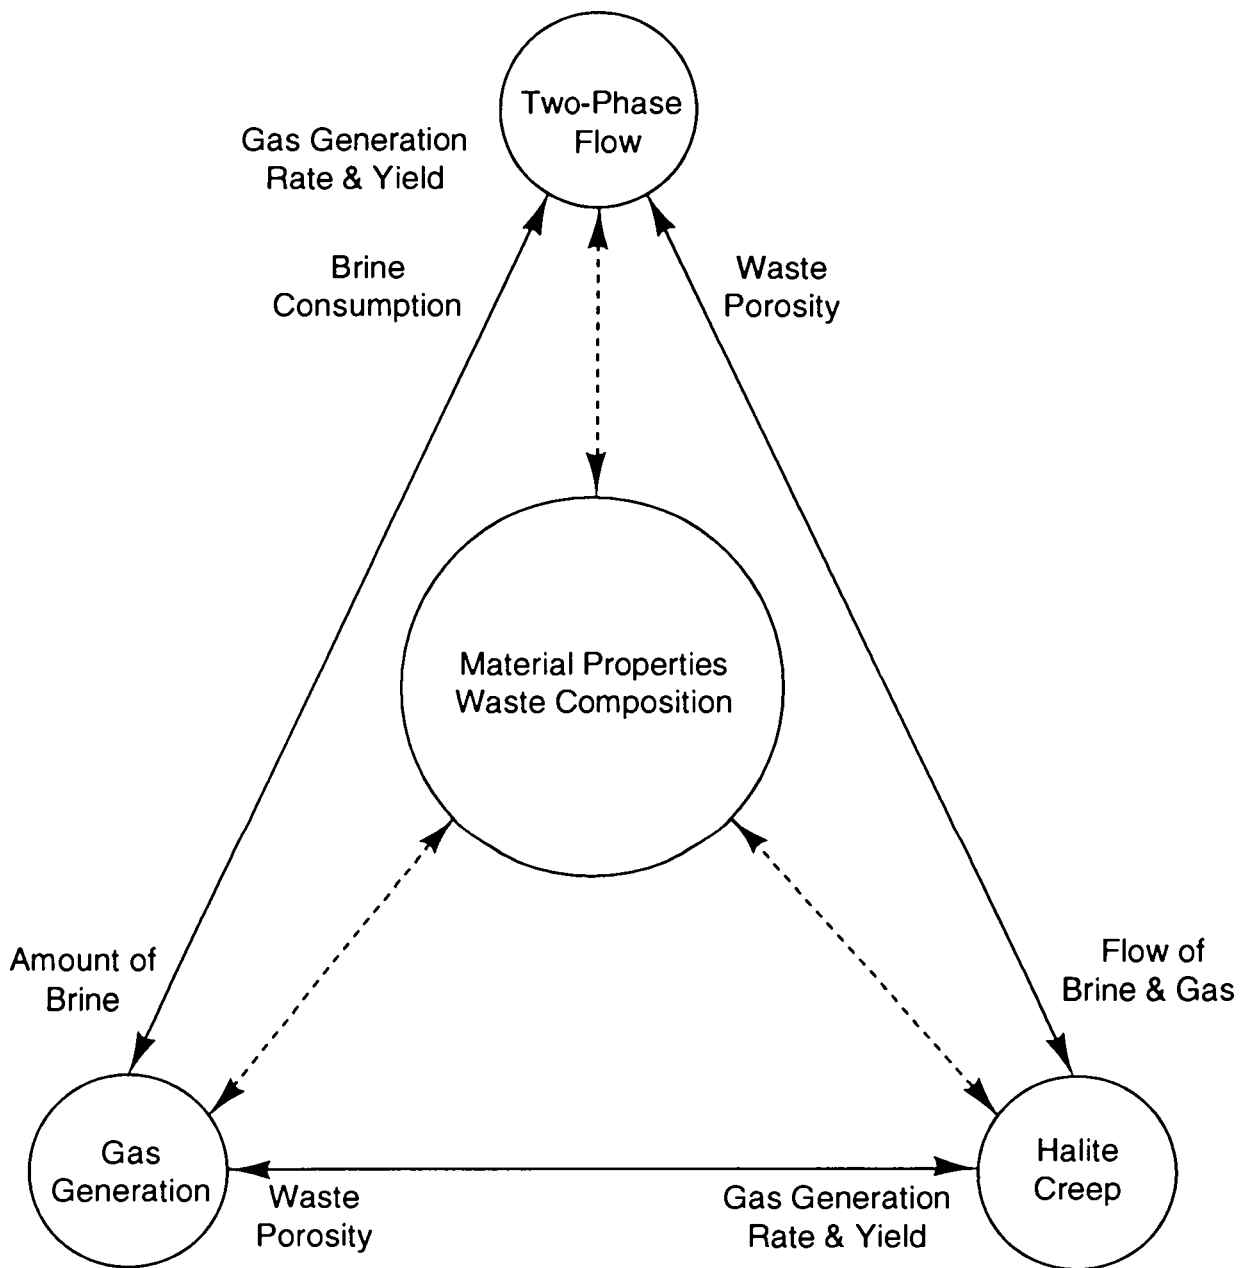 Two-Phase
Flow
Gas Generation
Rate & Yield
Brine
Consumption
Waste
Porosity
Material Properties
Waste Composition
Amount of
Brine
Flow of
Brine & Gas
Gas
Generation
Waste
Porosity
Gas Generation
Rate & Yield
Halite
Creep